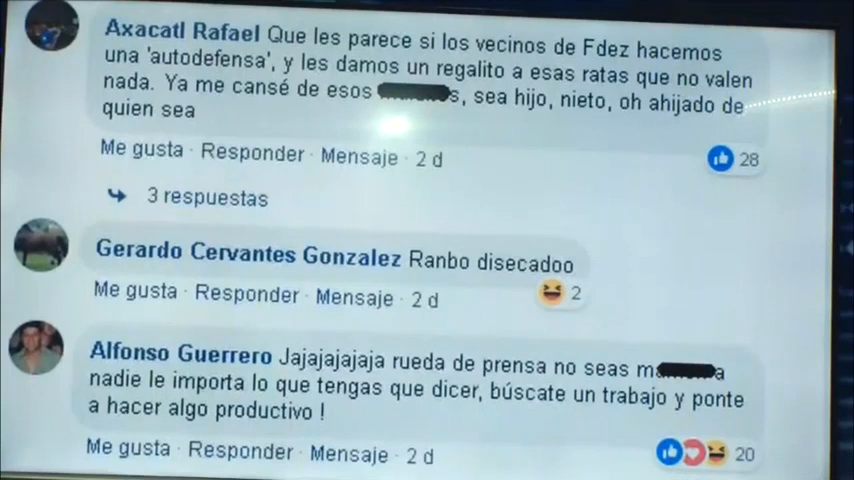 Axacatl Rafael Que les parece si los vecinos de Fdez hacemos
una 'autodefensa', y les damos un regalito a esas ratas que no valen
nada. Ya me cansé de esos s, sea hijo, nieto, oh ahijado de
quien sea
Me gusta · Responder · Mensaje · 2 d
28
3 respuestas
Gerardo Cervantes Gonzalez Ranbo disecadoo
Me gusta · Responder · Mensaje · 2 d
2
Alfonso Guerrero Jajajajajaja rueda de prensa no seas
nadie le importa lo que tengas que dicer, búscate un trabajo y ponte
a hacer algo productivo !
Me gusta · Responder · Mensaje · 2 d
20